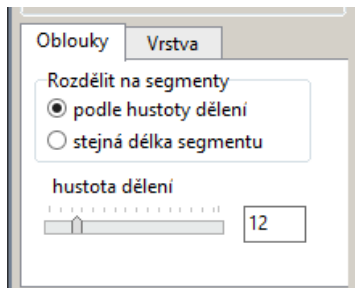 Oblouky Vrstva
Rozdělit na segmenty
podle hustoty dělení
stejná délka segmentu
hustota dělení
12